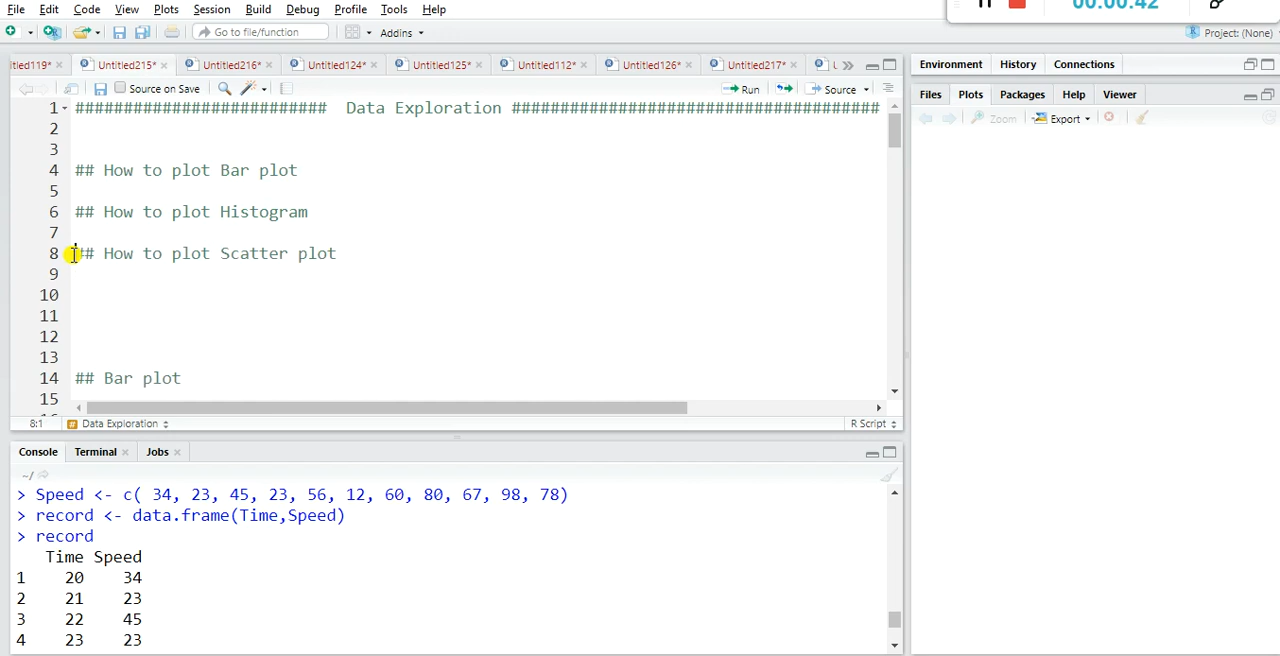 File Edit Code View Plots Session Build Debug Profile Tools Help
00:00:42
Go to file/function Addins Project: (None)
titled119* Untitled215* Untitled216* Untitled124* Untitled125* Untitled112* Untitled126* Untitled217*
Source on Save Run Source
1 ########################## Data Exploration ######################################
2
3
4 ## How to plot Bar plot
5
6 ## How to plot Histogram
7
8 ## How to plot Scatter plot
9
10
11
12
13
14 ## Bar plot
15
8:1 Data Exploration R Script
Console Terminal Jobs
~/
> Speed <- c( 34, 23, 45, 23, 56, 12, 60, 80, 67, 98, 78)
> record <- data.frame(Time,Speed)
> record
Time Speed
1 20 34
2 21 23
3 22 45
4 23 23
Environment History Connections
Files Plots Packages Help Viewer
Zoom Export